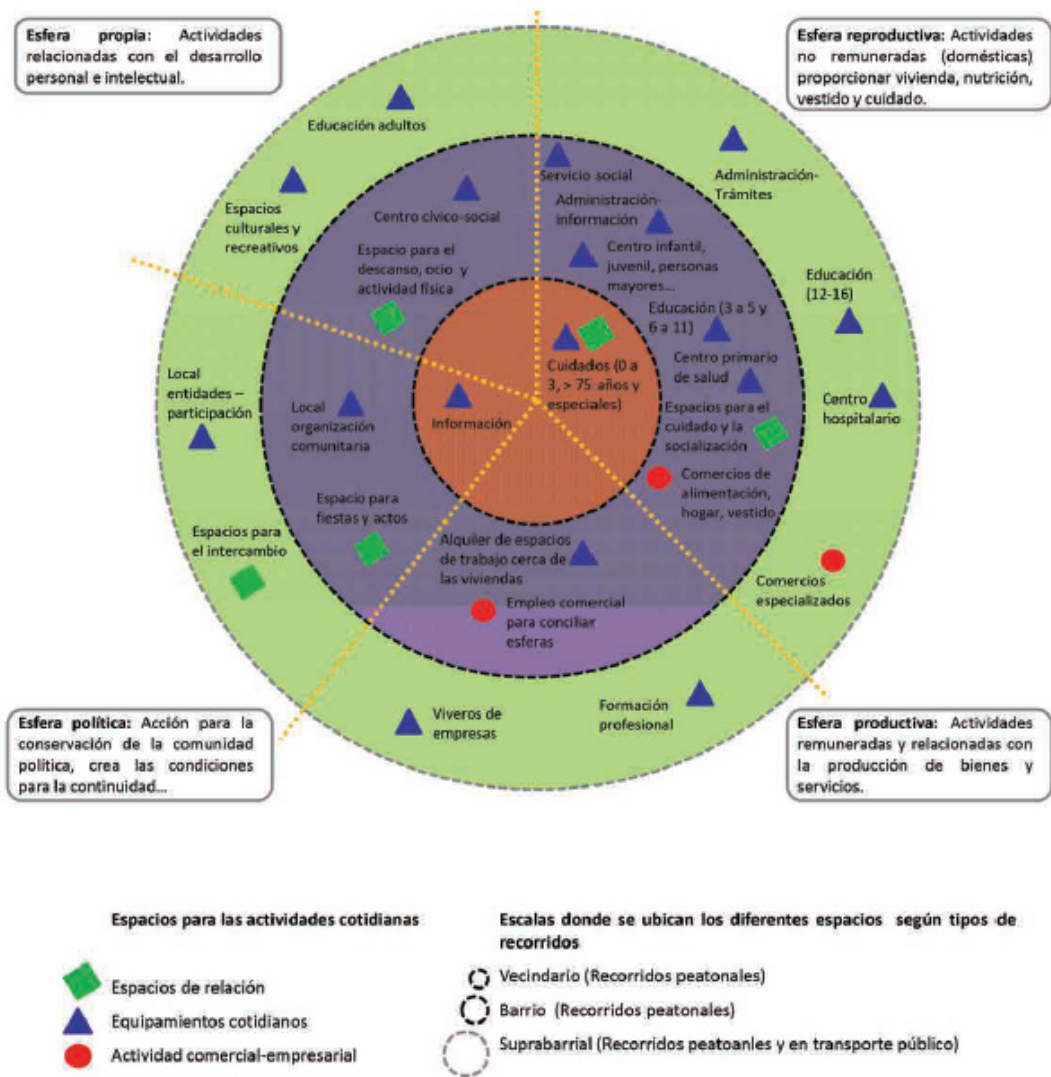 Esfera propia: Actividades
relacionadas con el desarrollo
personal e intelectual.
Esfera reproductiva: Actividades
no remuneradas (domésticas)
proporcionar vivienda, nutrición,
vestido y cuidado.
Educación adultos
Espacios
culturales y
recreativos
Centro cívico-social
Espacio para el
descanso, ocio y
actividad física
Servicio social
Administración-
información
Centro infantil,
juvenil, personas
mayores...
Administración-
Trámites
Educación
(12-16)
Educación (3 a 5 y
6 a 11)
Centro primario
de salud
Centro
hospitalario
Espacios para el
cuidado y la
socialización
Comercios de
alimentación,
hogar, vestido
Cuidados (0 a
3, > 75 años y
especiales)
Información
Local
entidades –
participación
Local
organización
comunitaria
Espacio para
fiestas y actos
Espacios para
el intercambio
Alquiler de espacios
de trabajo cerca de
las viviendas
Empleo comercial
para conciliar
esferas
Comercios
especializados
Viveros de
empresas
Formación
profesional
Esfera política: Acción para la
conservación de la comunidad
política, crea las condiciones
para la continuidad...
Esfera productiva: Actividades
remuneradas y relacionadas con
la producción de bienes y
servicios.
Espacios para las actividades cotidianas
Espacios de relación
Equipamientos cotidianos
Actividad comercial-empresarial
Escalas donde se ubican los diferentes espacios según tipos de
recorridos
Vecindario (Recorridos peatonales)
Barrio (Recorridos peatonales)
Suprabarrial (Recorridos peatoanles y en transporte público)